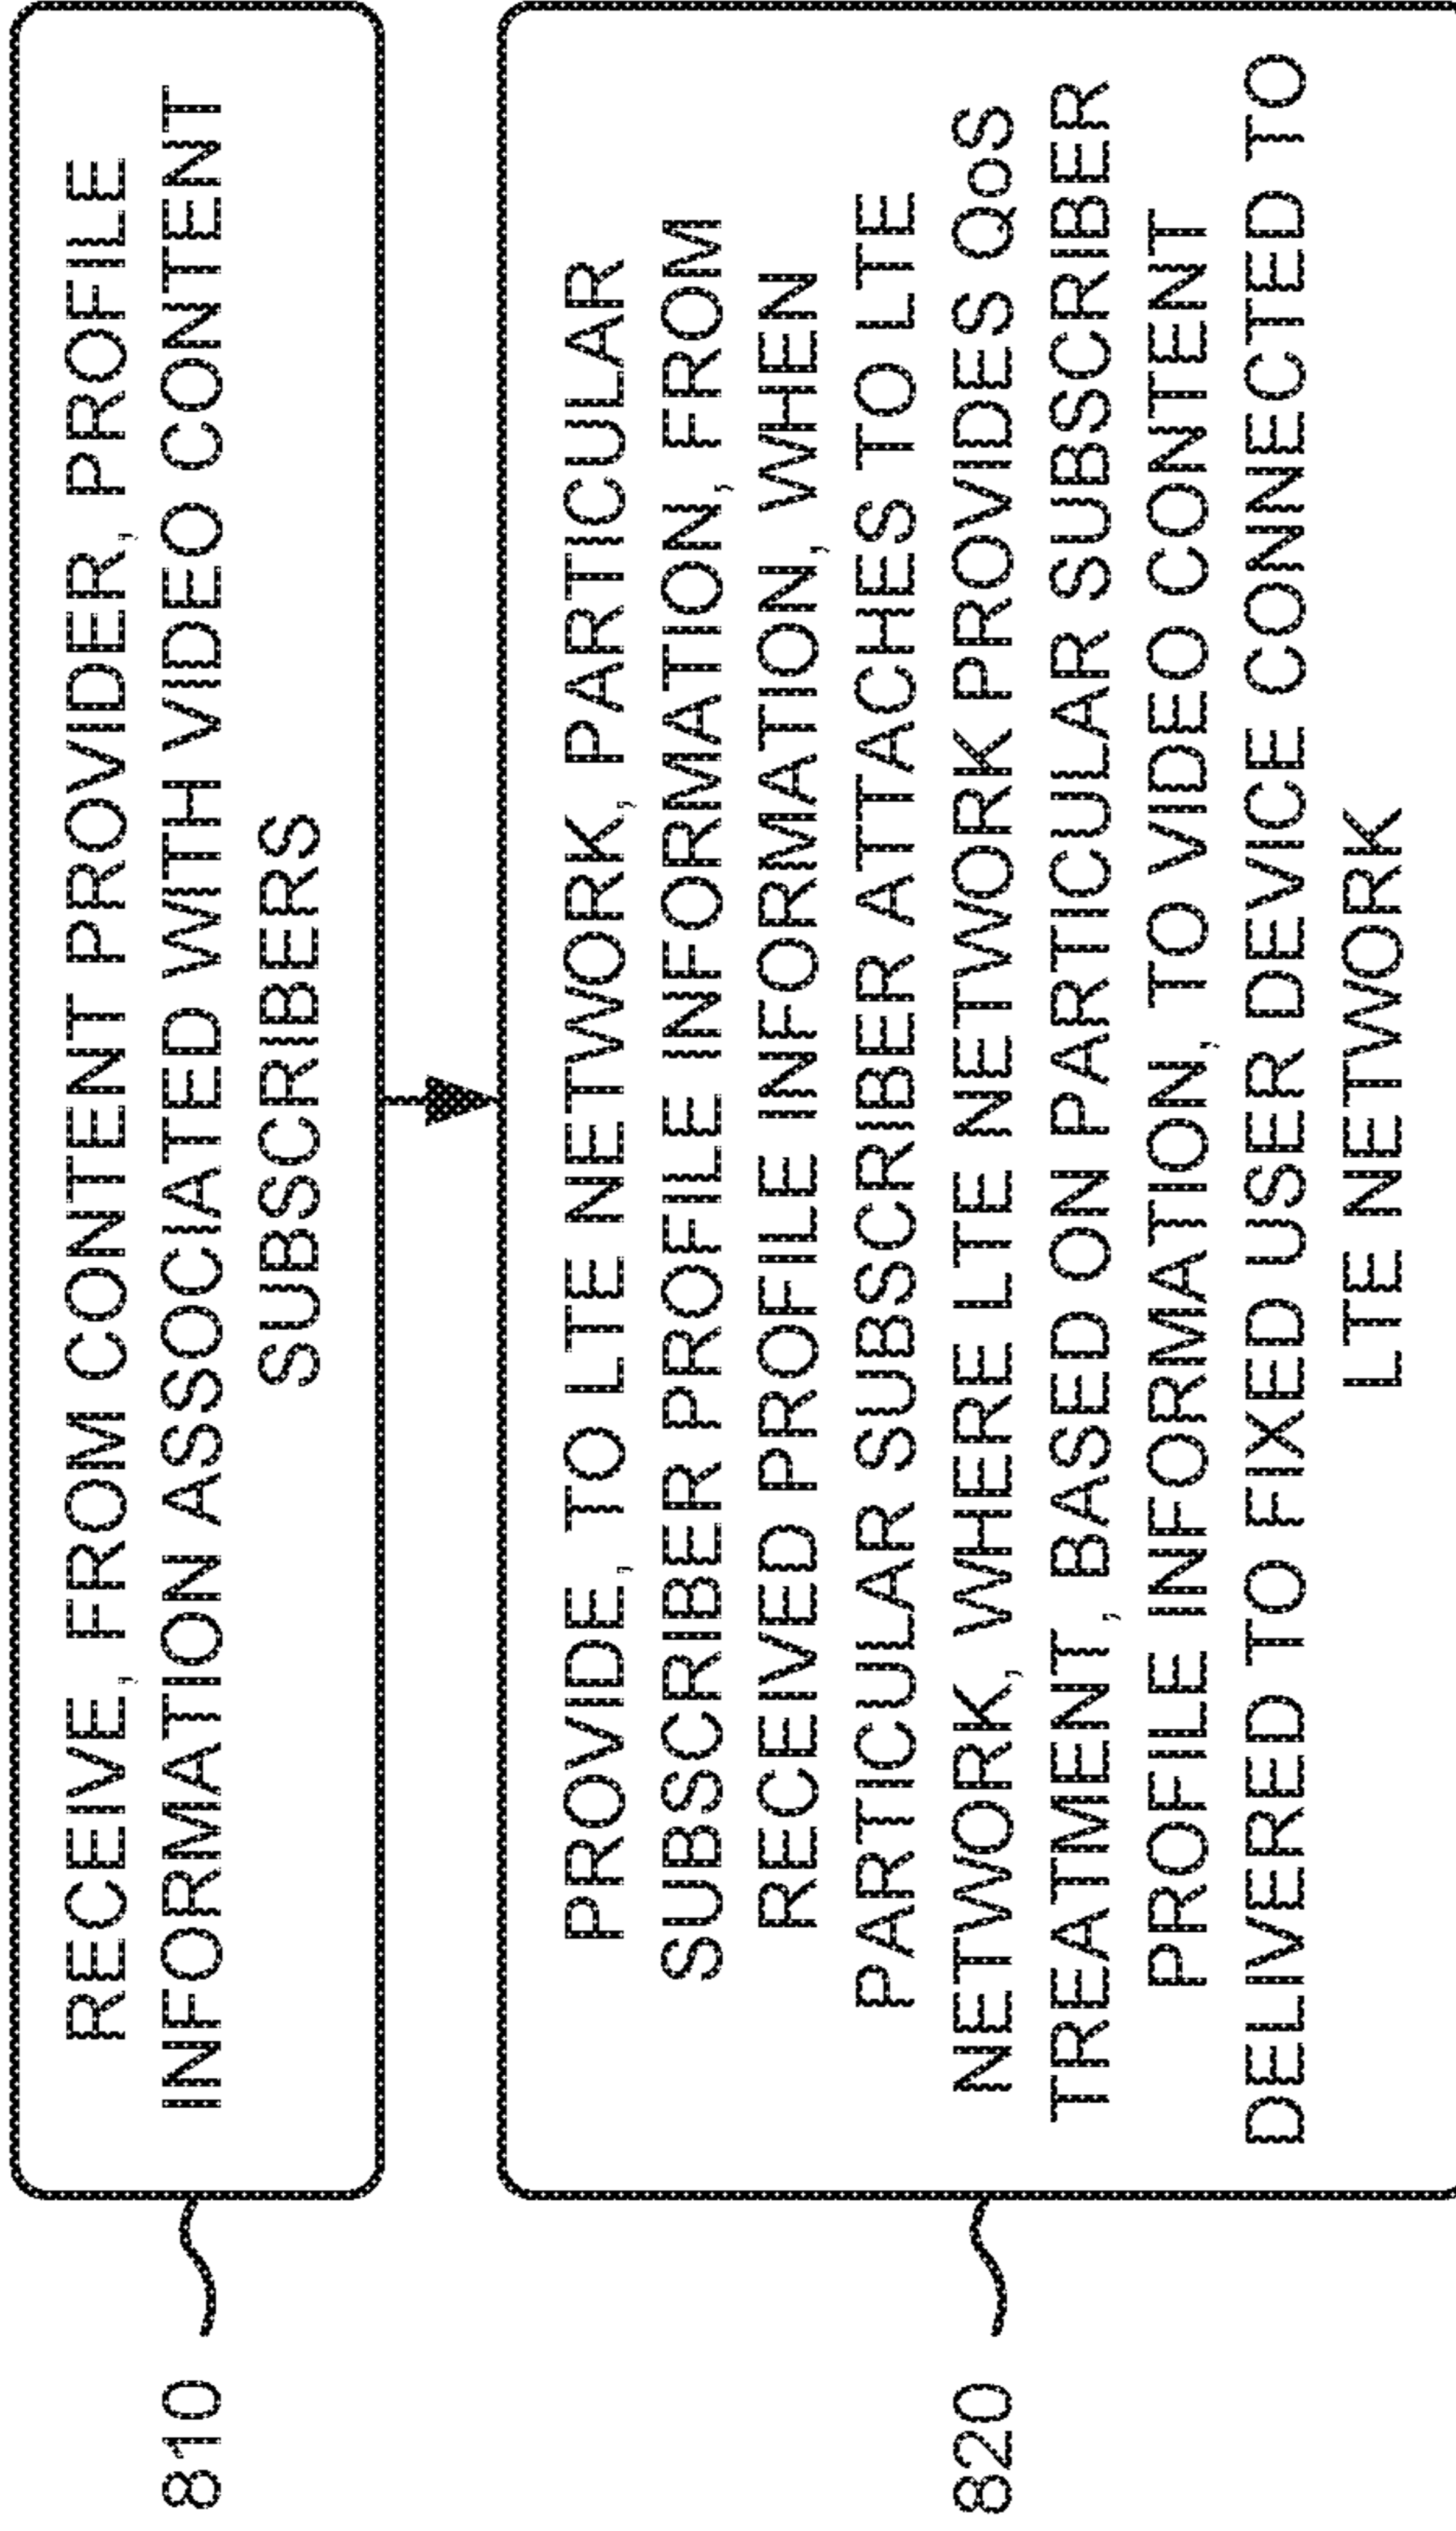 810
RECEIVE, FROM CONTENT PROVIDER, PROFILE
INFORMATION ASSOCIATED WITH VIDEO CONTENT
SUBSCRIBERS
820
PROVIDE, TO LTE NETWORK, PARTICULAR
SUBSCRIBER PROFILE INFORMATION, FROM
RECEIVED PROFILE INFORMATION, WHEN
PARTICULAR SUBSCRIBER ATTACHES TO LTE
NETWORK, WHERE LTE NETWORK PROVIDES QoS
TREATMENT, BASED ON PARTICULAR SUBSCRIBER
PROFILE INFORMATION, TO VIDEO CONTENT
DELIVERED TO FIXED USER DEVICE CONNECTED TO
LTE NETWORK